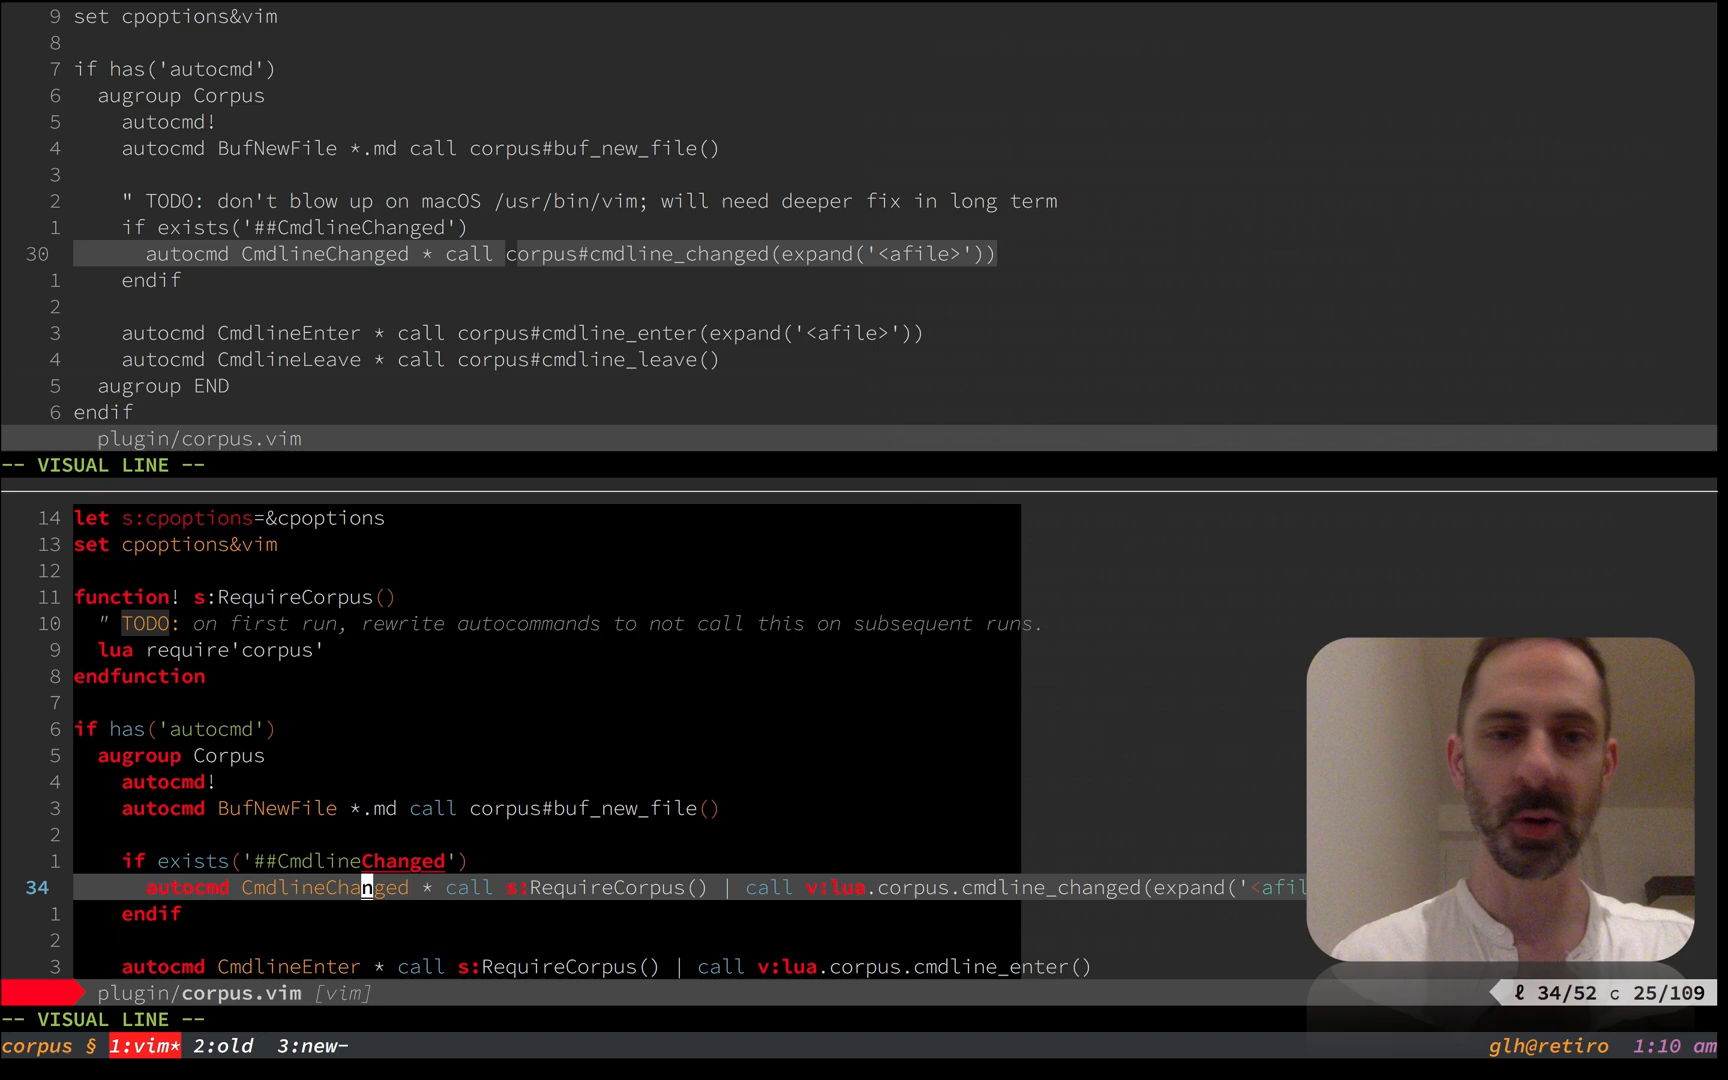 9 set cpoptions&vim
8
7 if has('autocmd')
6 augroup Corpus
5 autocmd!
4 autocmd BufNewFile *.md call corpus#buf_new_file()
3
2 " TODO: don't blow up on macOS /usr/bin/vim; will need deeper fix in long term
1 if exists('##CmdlineChanged')
30 autocmd CmdlineChanged * call corpus#cmdline_changed(expand('<afile>'))
1 endif
2
3 autocmd CmdlineEnter * call corpus#cmdline_enter(expand('<afile>'))
4 autocmd CmdlineLeave * call corpus#cmdline_leave()
5 augroup END
6 endif
plugin/corpus.vim
-- VISUAL LINE --
14 let s:cpoptions=&cpoptions
13 set cpoptions&vim
12
11 function! s:RequireCorpus()
10 " TODO: on first run, rewrite autocommands to not call this on subsequent runs.
9 lua require'corpus'
8 endfunction
7
6 if has('autocmd')
5 augroup Corpus
4 autocmd!
3 autocmd BufNewFile *.md call corpus#buf_new_file()
2
1 if exists('##CmdlineChanged')
34 autocmd CmdlineChanged * call s:RequireCorpus() | call v:lua.corpus.cmdline_changed(expand('<afil
1 endif
2
3 autocmd CmdlineEnter * call s:RequireCorpus() | call v:lua.corpus.cmdline_enter()
plugin/corpus.vim [vim] ℓ 34/52 c 25/109
-- VISUAL LINE --
corpus § 1:vim* 2:old 3:new- glh@retiro 1:10 am